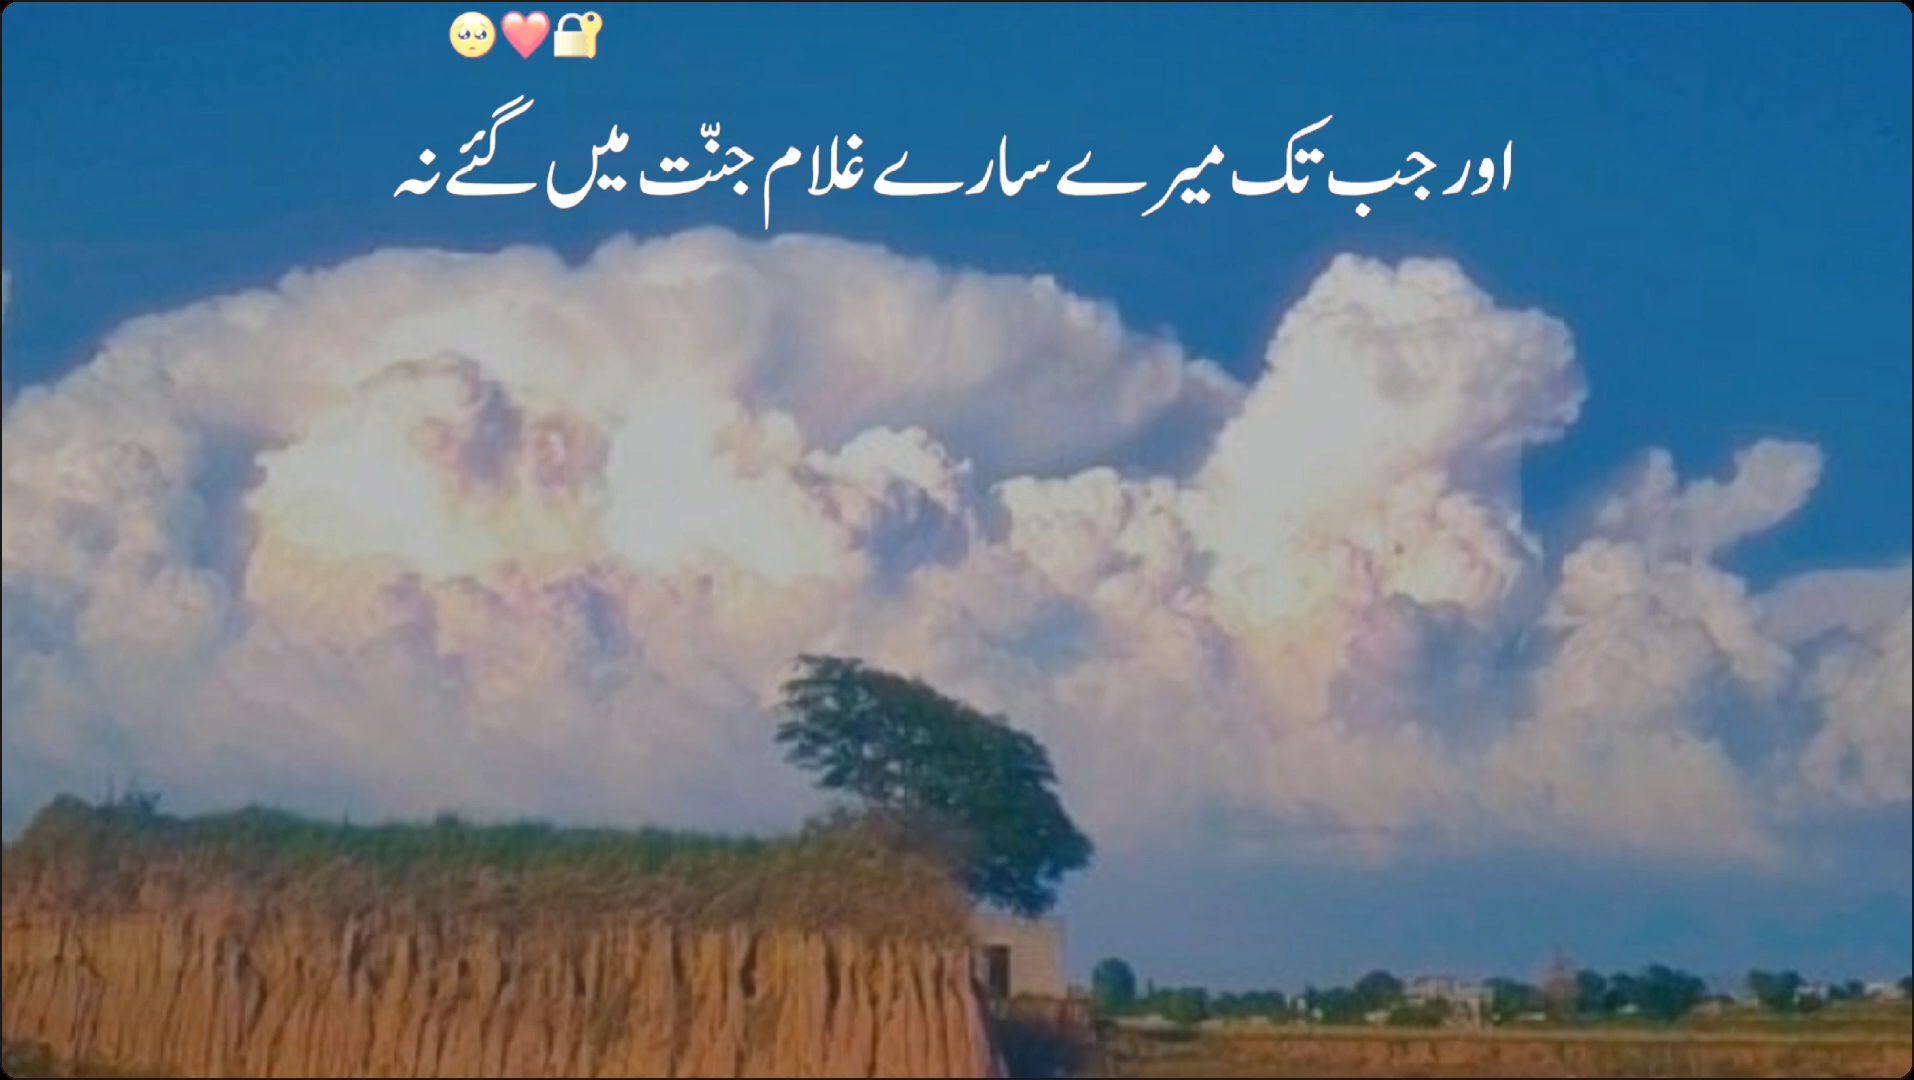 🥺❤️🔐
اور جب تک میرے سارے غلام جنّت میں گئے نہ